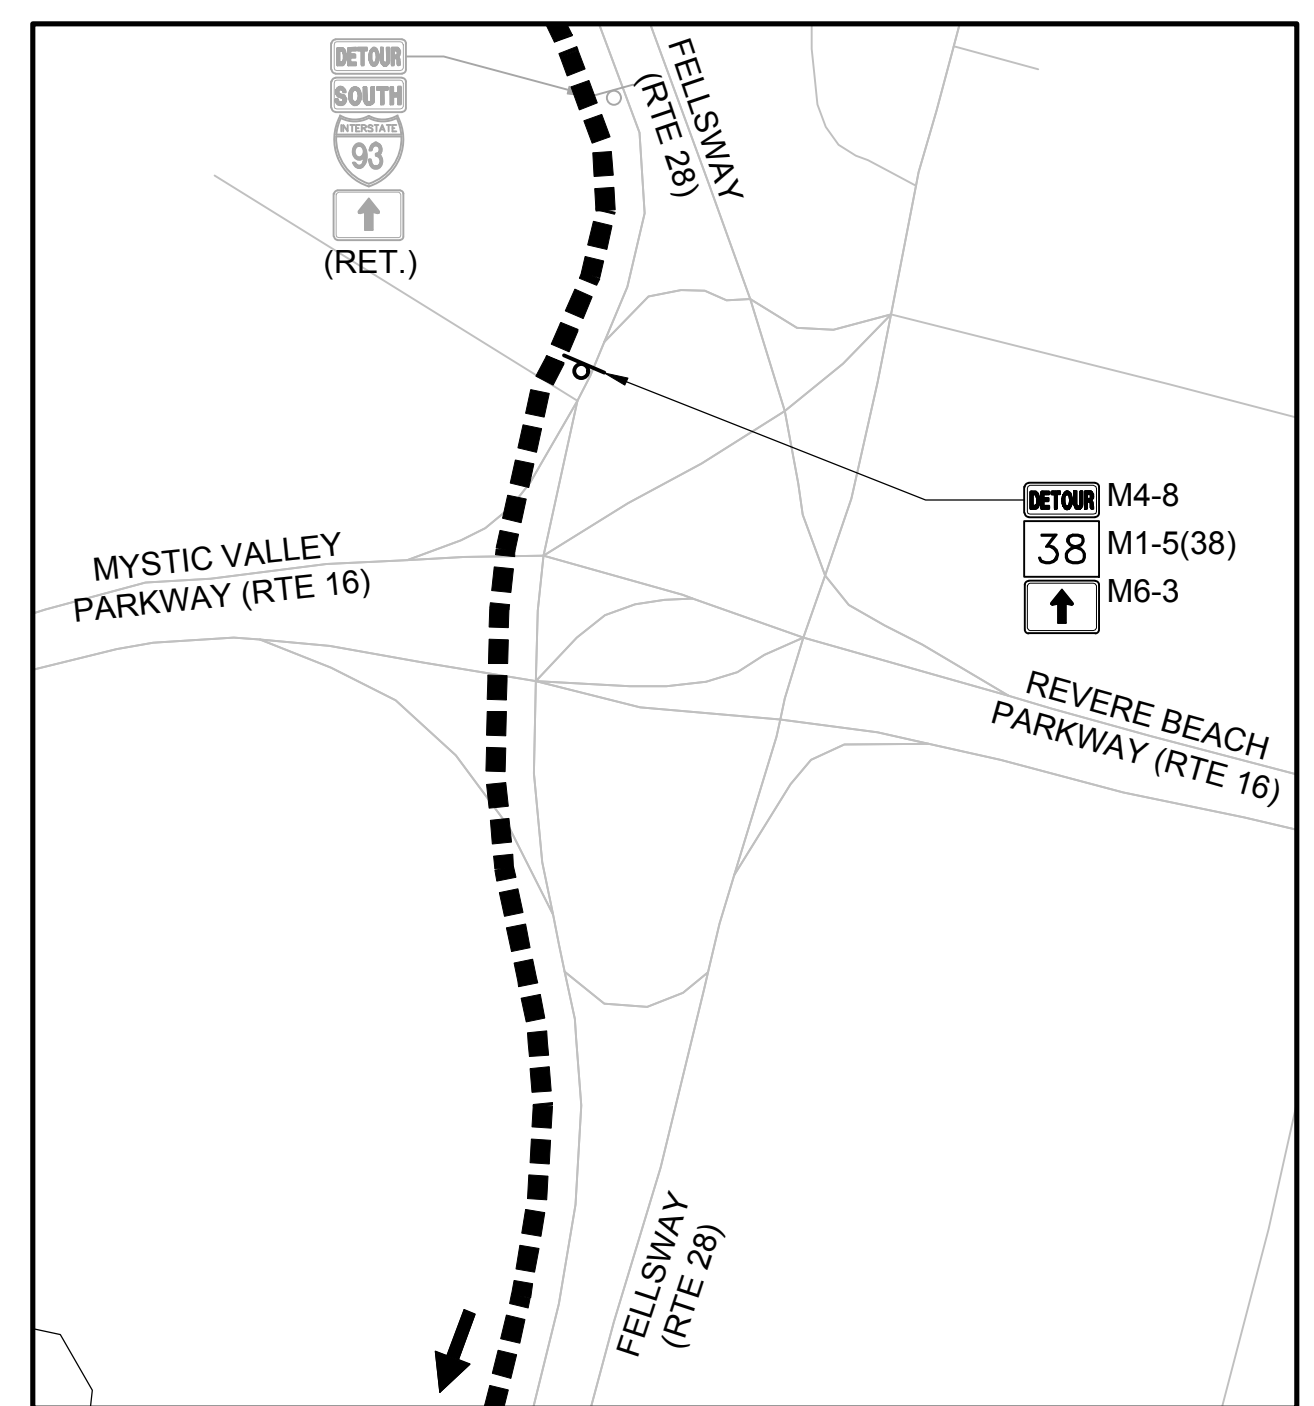 DETOUR
SOUTH
INTERSTATE
93
(RET.)
FELLSWAY
(RTE 28)
DETOUR M4-8
38 M1-5(38)
M6-3
MYSTIC VALLEY
PARKWAY (RTE 16)
REVERE BEACH
PARKWAY (RTE 16)
FELLSWAY
(RTE 28)